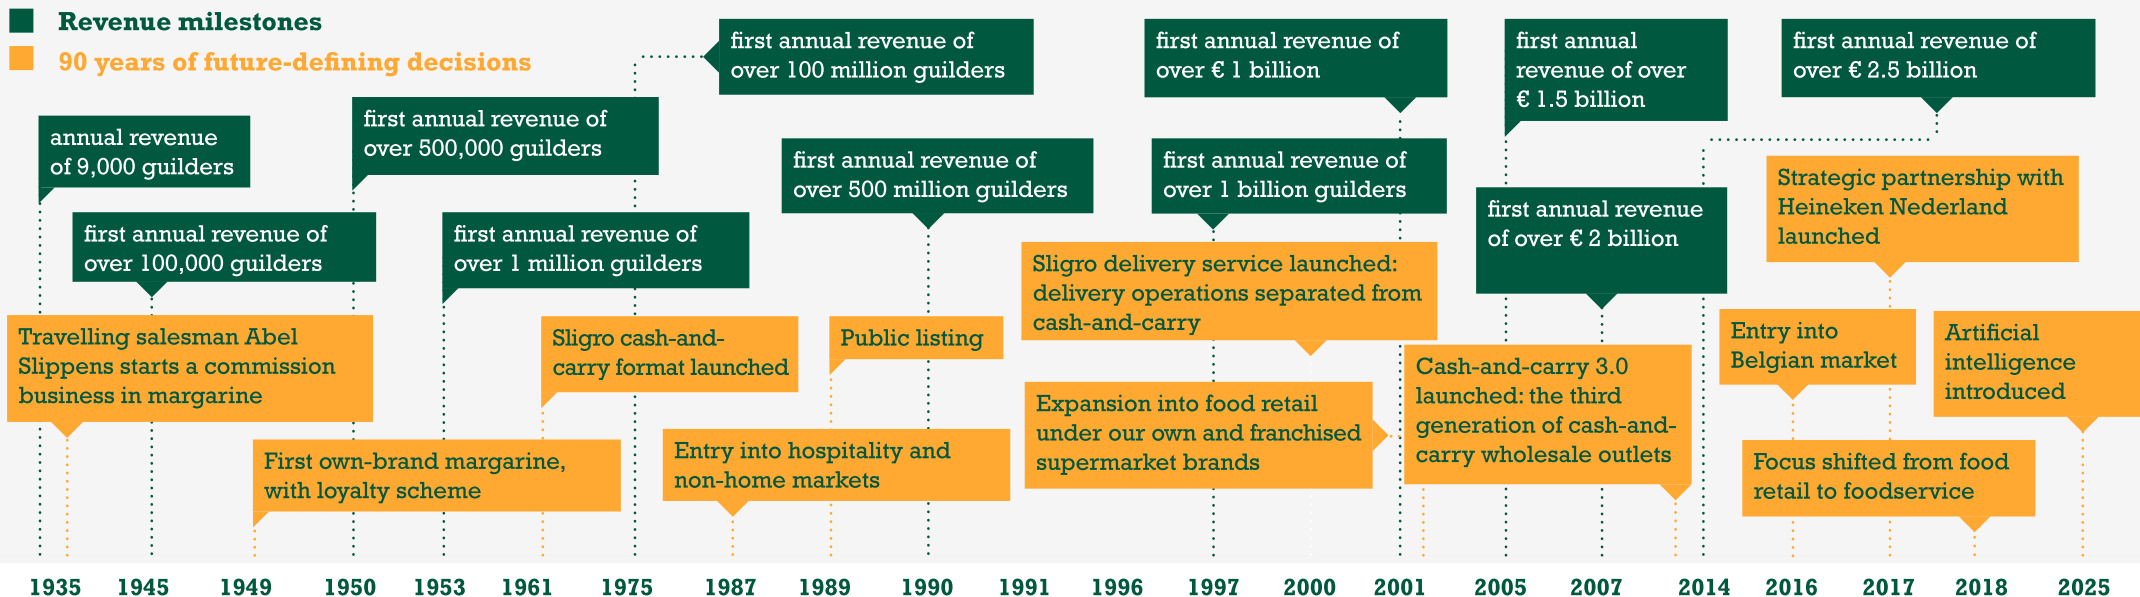 Revenue milestones
90 years of future-defining decisions
annual revenue
of 9,000 guilders
first annual revenue of
over 100,000 guilders
first annual revenue of
over 500,000 guilders
first annual revenue of
over 1 million guilders
first annual revenue of
over 100 million guilders
first annual revenue of
over 500 million guilders
first annual revenue of
over € 1 billion
first annual revenue of
over 1 billion guilders
first annual
revenue of over
€ 1.5 billion
first annual revenue
of over € 2 billion
first annual revenue of
over € 2.5 billion
Travelling salesman Abel
Slippens starts a commission
business in margarine
First own-brand margarine,
with loyalty scheme
Sligro cash-and-
carry format launched
Entry into hospitality and
non-home markets
Public listing
Sligro delivery service launched:
delivery operations separated from
cash-and-carry
Expansion into food retail
under our own and franchised
supermarket brands
Cash-and-carry 3.0
launched: the third
generation of cash-and-
carry wholesale outlets
Entry into
Belgian market
Strategic partnership with
Heineken Nederland
launched
Focus shifted from food
retail to foodservice
Artificial
intelligence
introduced
1935 1945 1949 1950 1953 1961 1975 1987 1989 1990 1991 1996 1997 2000 2001 2005 2007 2014 2016 2017 2018 2025